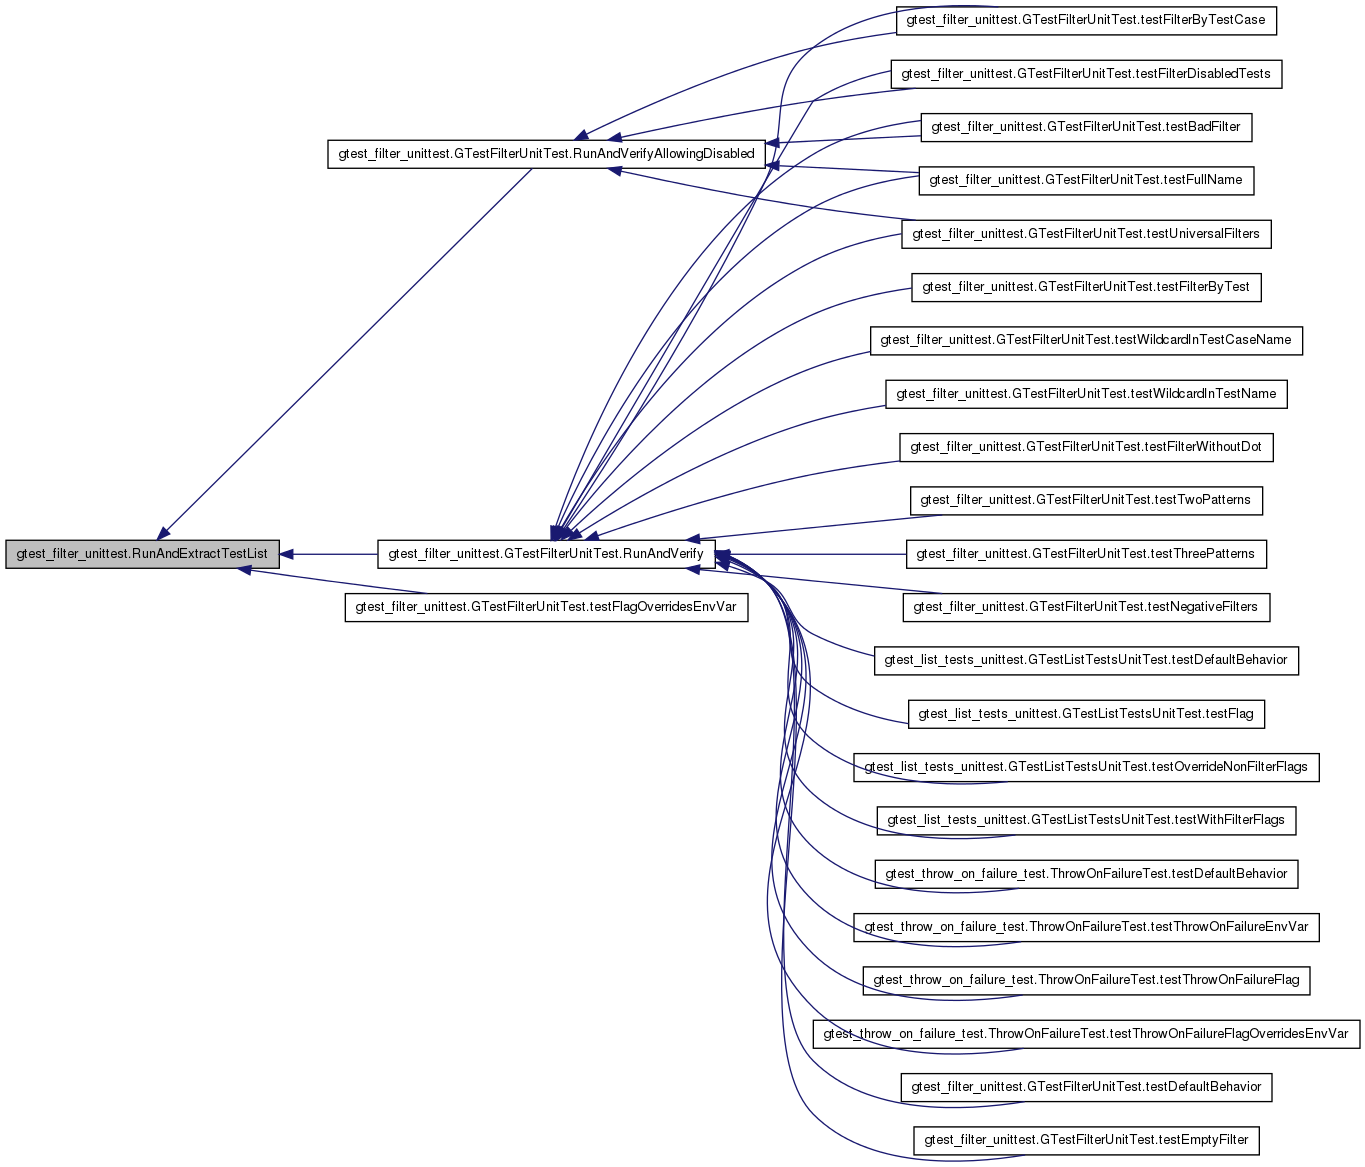 gtest_filter_unittest.GTestFilterUnitTest.testFilterByTestCase
gtest_filter_unittest.GTestFilterUnitTest.testFilterDisabledTests
gtest_filter_unittest.GTestFilterUnitTest.testBadFilter
gtest_filter_unittest.GTestFilterUnitTest.RunAndVerifyAllowingDisabled
gtest_filter_unittest.GTestFilterUnitTest.testFullName
gtest_filter_unittest.GTestFilterUnitTest.testUniversalFilters
gtest_filter_unittest.GTestFilterUnitTest.testFilterByTest
gtest_filter_unittest.GTestFilterUnitTest.testWildcardInTestCaseName
gtest_filter_unittest.GTestFilterUnitTest.testWildcardInTestName
gtest_filter_unittest.GTestFilterUnitTest.testFilterWithoutDot
gtest_filter_unittest.GTestFilterUnitTest.testTwoPatterns
gtest_filter_unittest.RunAndExtractTestList
gtest_filter_unittest.GTestFilterUnitTest.RunAndVerify
gtest_filter_unittest.GTestFilterUnitTest.testThreePatterns
gtest_filter_unittest.GTestFilterUnitTest.testFlagOverridesEnvVar
gtest_filter_unittest.GTestFilterUnitTest.testNegativeFilters
gtest_list_tests_unittest.GTestListTestsUnitTest.testDefaultBehavior
gtest_list_tests_unittest.GTestListTestsUnitTest.testFlag
gtest_list_tests_unittest.GTestListTestsUnitTest.testOverrideNonFilterFlags
gtest_list_tests_unittest.GTestListTestsUnitTest.testWithFilterFlags
gtest_throw_on_failure_test.ThrowOnFailureTest.testDefaultBehavior
gtest_throw_on_failure_test.ThrowOnFailureTest.testThrowOnFailureEnvVar
gtest_throw_on_failure_test.ThrowOnFailureTest.testThrowOnFailureFlag
gtest_throw_on_failure_test.ThrowOnFailureTest.testThrowOnFailureFlagOverridesEnvVar
gtest_filter_unittest.GTestFilterUnitTest.testDefaultBehavior
gtest_filter_unittest.GTestFilterUnitTest.testEmptyFilter